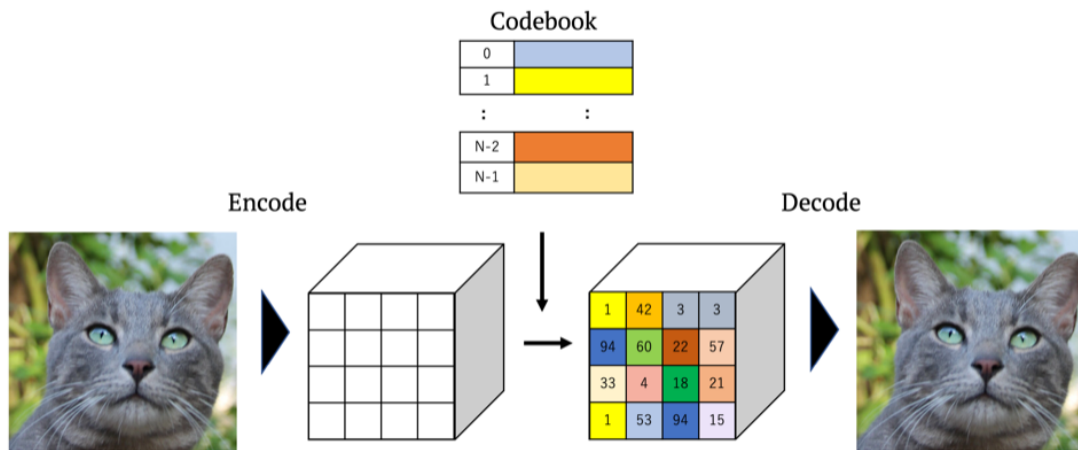 Codebook
0
1
: :
N-2
N-1
Encode
Decode
1 42 3 3
94 60 22 57
33 4 18 21
1 53 94 15